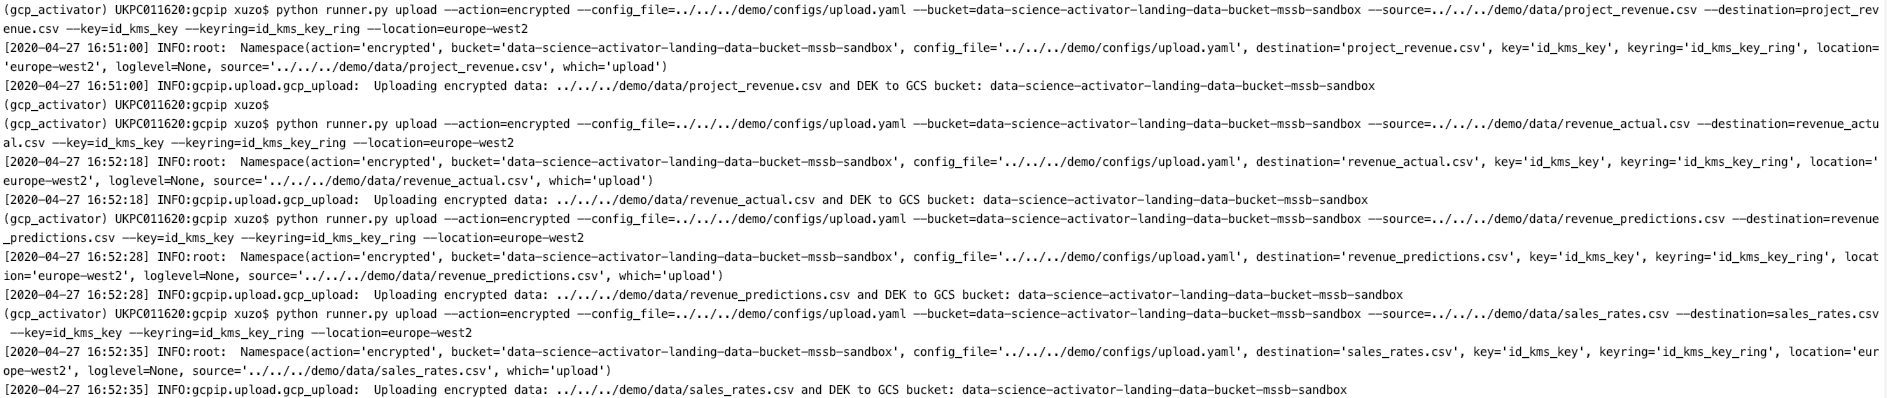 (gcp_activator) UKPC011620:gcpip xuzo$ python runner.py upload --action=encrypted --config_file=../../../demo/configs/upload.yaml --bucket=data-science-activator-landing-data-bucket-mssb-sandbox --source=../../../demo/data/project_revenue.csv --destination=project_rev
enue.csv --key=id_kms_key --keyring=id_kms_key_ring --location=europe-west2
[2020-04-27 16:51:00] INFO:root:  Namespace(action='encrypted', bucket='data-science-activator-landing-data-bucket-mssb-sandbox', config_file='../../../demo/configs/upload.yaml', destination='project_revenue.csv', key='id_kms_key', keyring='id_kms_key_ring', location=
'europe-west2', loglevel=None, source='../../../demo/data/project_revenue.csv', which='upload')
[2020-04-27 16:51:00] INFO:gcpip.upload.gcp_upload:  Uploading encrypted data: ../../../demo/data/project_revenue.csv and DEK to GCS bucket: data-science-activator-landing-data-bucket-mssb-sandbox
(gcp_activator) UKPC011620:gcpip xuzo$
(gcp_activator) UKPC011620:gcpip xuzo$ python runner.py upload --action=encrypted --config_file=../../../demo/configs/upload.yaml --bucket=data-science-activator-landing-data-bucket-mssb-sandbox --source=../../../demo/data/revenue_actual.csv --destination=revenue_actu
al.csv --key=id_kms_key --keyring=id_kms_key_ring --location=europe-west2
[2020-04-27 16:52:18] INFO:root:  Namespace(action='encrypted', bucket='data-science-activator-landing-data-bucket-mssb-sandbox', config_file='../../../demo/configs/upload.yaml', destination='revenue_actual.csv', key='id_kms_key', keyring='id_kms_key_ring', location='
europe-west2', loglevel=None, source='../../../demo/data/revenue_actual.csv', which='upload')
[2020-04-27 16:52:18] INFO:gcpip.upload.gcp_upload:  Uploading encrypted data: ../../../demo/data/revenue_actual.csv and DEK to GCS bucket: data-science-activator-landing-data-bucket-mssb-sandbox
(gcp_activator) UKPC011620:gcpip xuzo$ python runner.py upload --action=encrypted --config_file=../../../demo/configs/upload.yaml --bucket=data-science-activator-landing-data-bucket-mssb-sandbox --source=../../../demo/data/revenue_predictions.csv --destination=revenue
_predictions.csv --key=id_kms_key --keyring=id_kms_key_ring --location=europe-west2
[2020-04-27 16:52:28] INFO:root:  Namespace(action='encrypted', bucket='data-science-activator-landing-data-bucket-mssb-sandbox', config_file='../../../demo/configs/upload.yaml', destination='revenue_predictions.csv', key='id_kms_key', keyring='id_kms_key_ring', locat
ion='europe-west2', loglevel=None, source='../../../demo/data/revenue_predictions.csv', which='upload')
[2020-04-27 16:52:28] INFO:gcpip.upload.gcp_upload:  Uploading encrypted data: ../../../demo/data/revenue_predictions.csv and DEK to GCS bucket: data-science-activator-landing-data-bucket-mssb-sandbox
(gcp_activator) UKPC011620:gcpip xuzo$ python runner.py upload --action=encrypted --config_file=../../../demo/configs/upload.yaml --bucket=data-science-activator-landing-data-bucket-mssb-sandbox --source=../../../demo/data/sales_rates.csv --destination=sales_rates.csv
 --key=id_kms_key --keyring=id_kms_key_ring --location=europe-west2
[2020-04-27 16:52:35] INFO:root:  Namespace(action='encrypted', bucket='data-science-activator-landing-data-bucket-mssb-sandbox', config_file='../../../demo/configs/upload.yaml', destination='sales_rates.csv', key='id_kms_key', keyring='id_kms_key_ring', location='eur
ope-west2', loglevel=None, source='../../../demo/data/sales_rates.csv', which='upload')
[2020-04-27 16:52:35] INFO:gcpip.upload.gcp_upload:  Uploading encrypted data: ../../../demo/data/sales_rates.csv and DEK to GCS bucket: data-science-activator-landing-data-bucket-mssb-sandbox